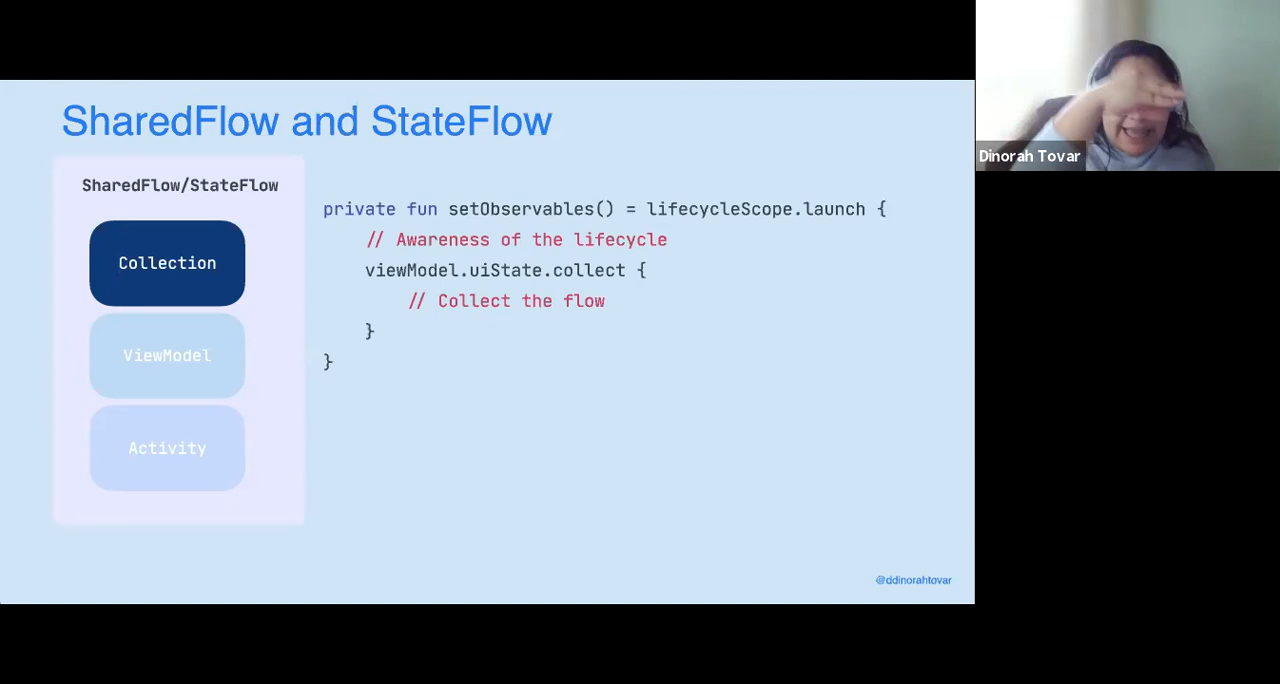 SharedFlow and StateFlow
SharedFlow/StateFlow
Collection
ViewModel
Activity
private fun setObservables() = lifecycleScope.launch {
// Awareness of the lifecycle
viewModel.uiState.collect {
// Collect the flow
}
}
@ddinorahtovar
Dinorah Tovar